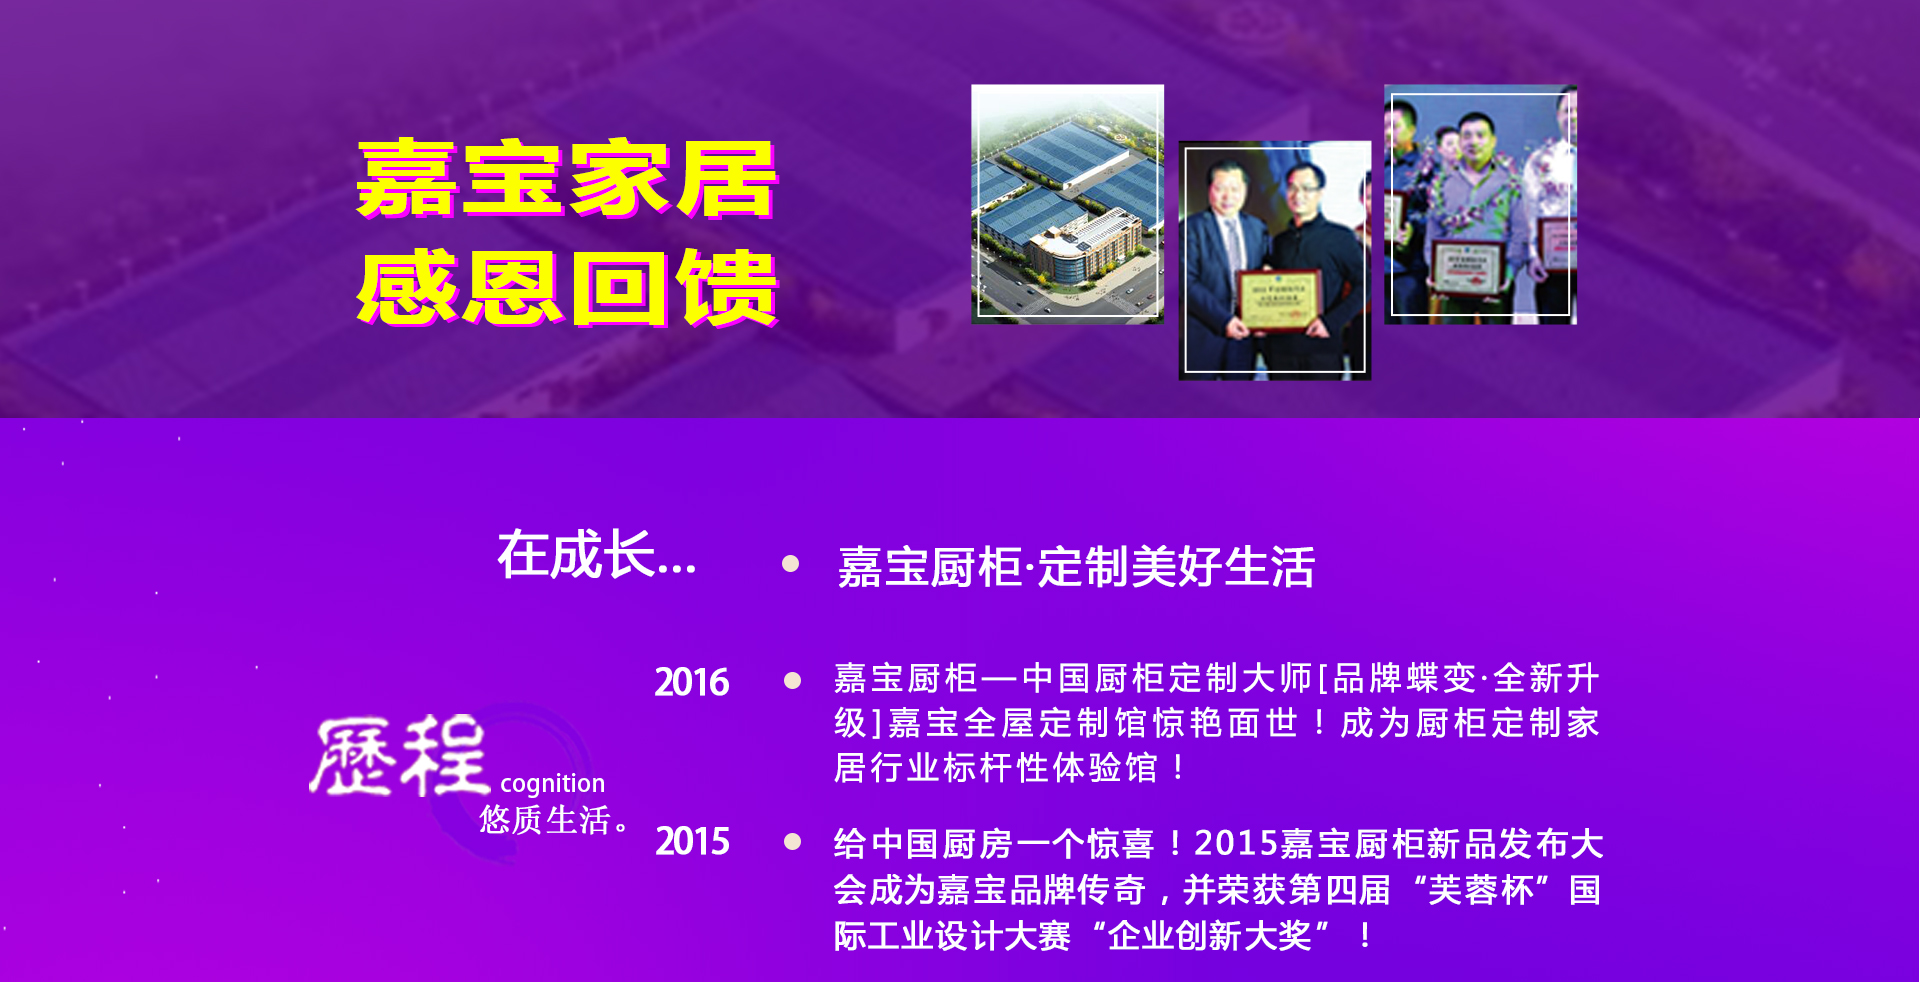 嘉宝家居
感恩回馈
在成长...
嘉宝厨柜·定制美好生活
2016
嘉宝厨柜—中国厨柜定制大师[品牌蝶变·全新升
级]嘉宝全屋定制馆惊艳面世！成为厨柜定制家
居行业标杆性体验馆！
歷程
cognition
悠质生活。
2015
给中国厨房一个惊喜！2015嘉宝厨柜新品发布大
会成为嘉宝品牌传奇，并荣获第四届“芙蓉杯”国
际工业设计大赛“企业创新大奖”！